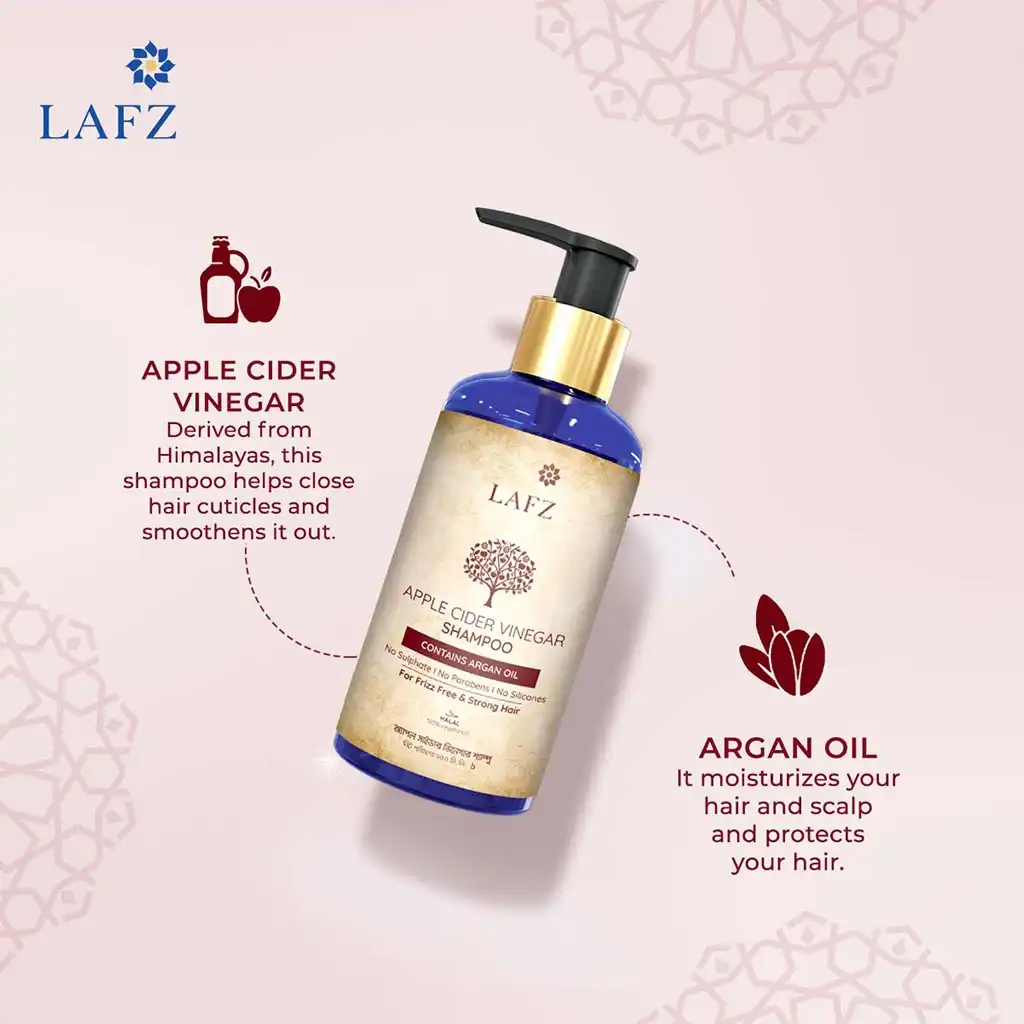 LAFZ
APPLE CIDER
VINEGAR
Derived from
Himalayas, this
shampoo helps close
hair cuticles and
smoothens it out.
LAFZ
APPLE CIDER VINEGAR
SHAMPOO
CONTAINS ARGAN OIL
No Sulphate | No Parabens | No Silicones
For Frizz Free & Strong Hair
HALAL
ARGAN OIL
It moisturizes your
hair and scalp
and protects
your hair.